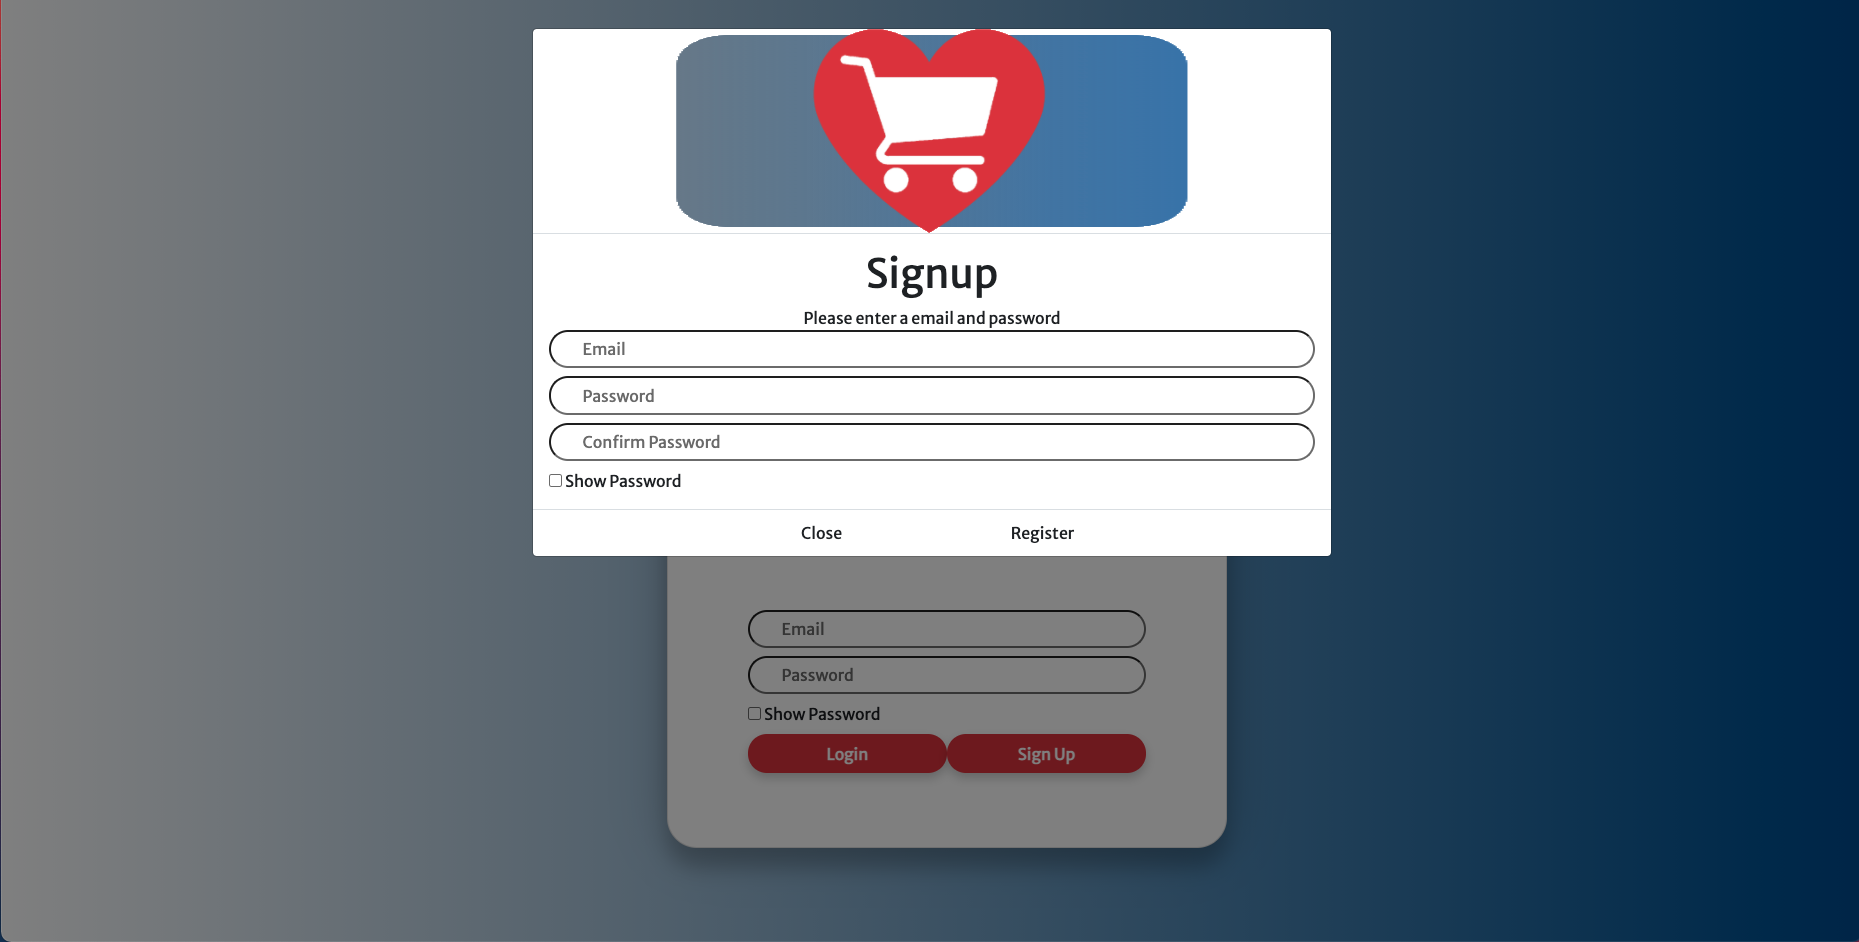 Signup
Please enter a email and password
Email
Password
Confirm Password
Show Password
Close Register
Email
Password
Show Password
Login Sign Up